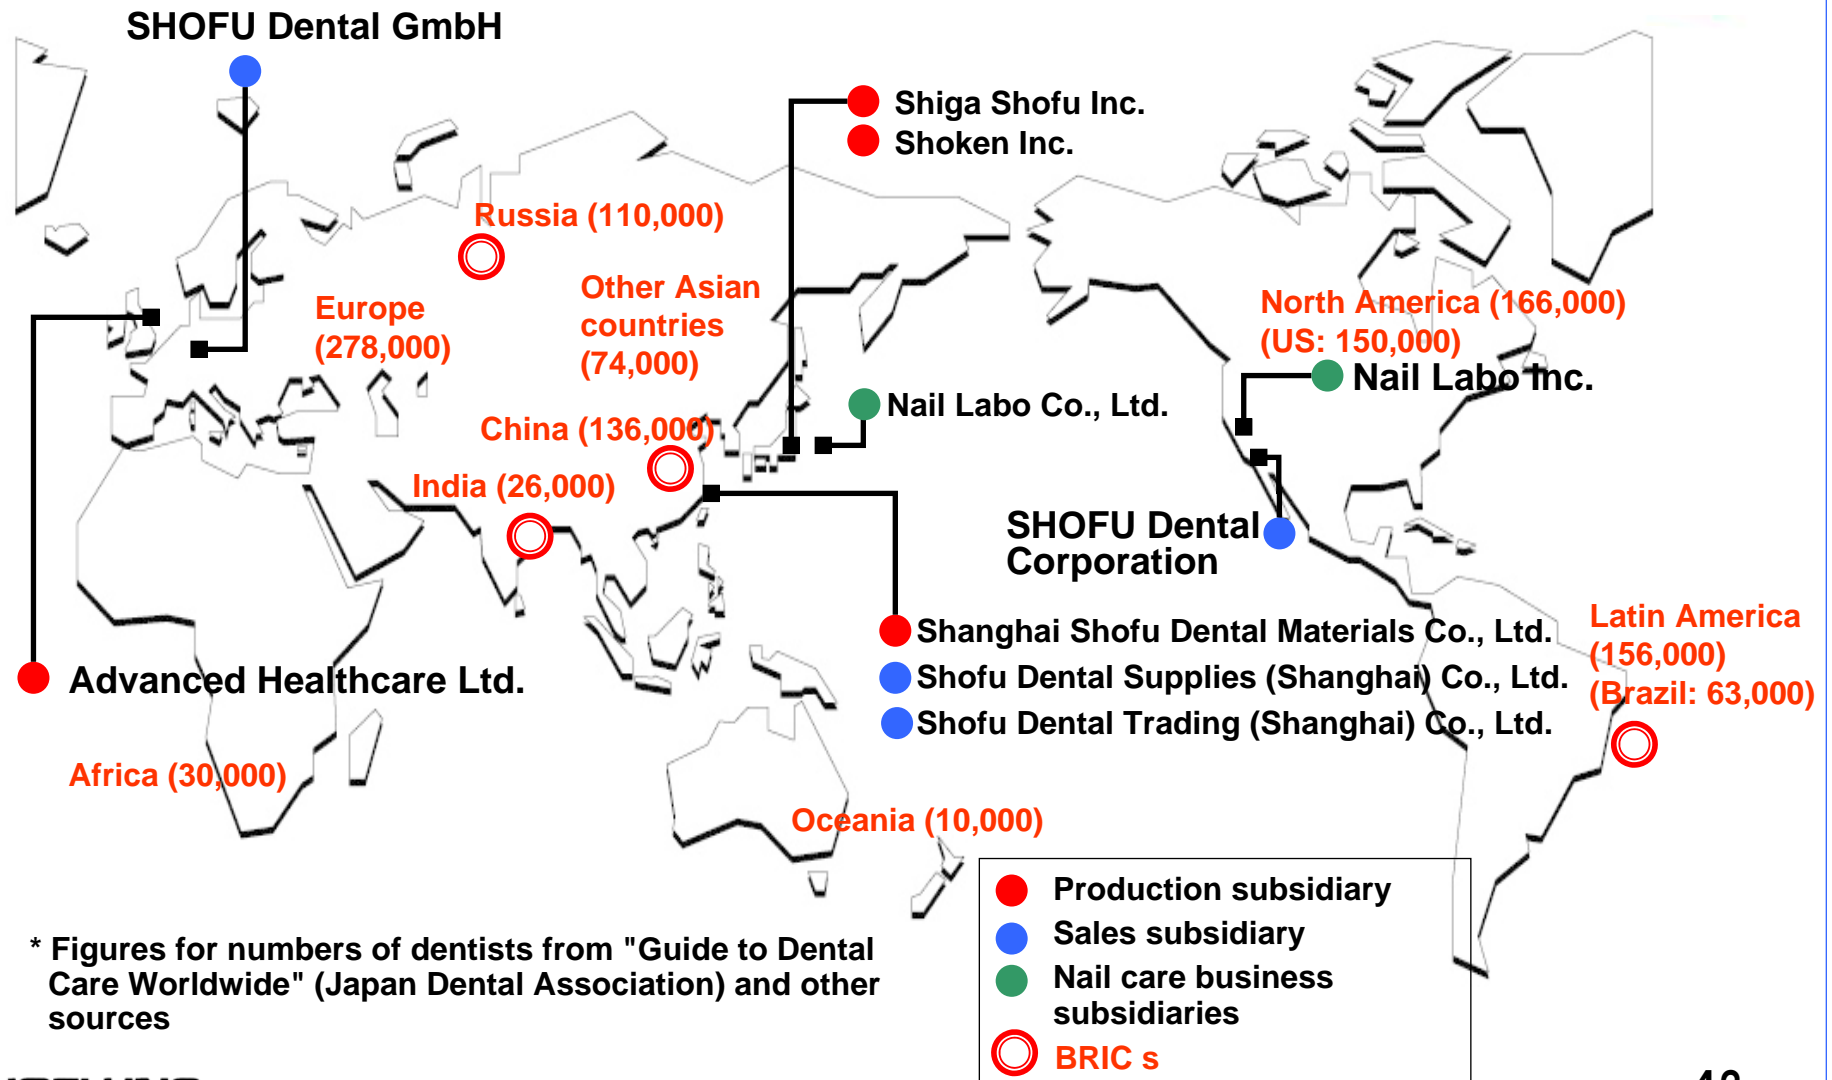 SHOFU Dental GmbH
Shiga Shofu Inc.
Shoken Inc.
Russia (110,000)
Other Asian
countries
(74,000)
Europe
(278,000)
North America (166,000)
(US: 150,000)
Nail Labo Inc.
Nail Labo Co., Ltd.
China (136,000)
India (26,000)
SHOFU Dental
Corporation
Shanghai Shofu Dental Materials Co., Ltd.
Shofu Dental Supplies (Shanghai) Co., Ltd.
Shofu Dental Trading (Shanghai) Co., Ltd.
Latin America
(156,000)
(Brazil: 63,000)
Advanced Healthcare Ltd.
Africa (30,000)
Oceania (10,000)
Production subsidiary
Sales subsidiary
Nail care business
subsidiaries
BRIC s
* Figures for numbers of dentists from "Guide to Dental
Care Worldwide" (Japan Dental Association) and other
sources